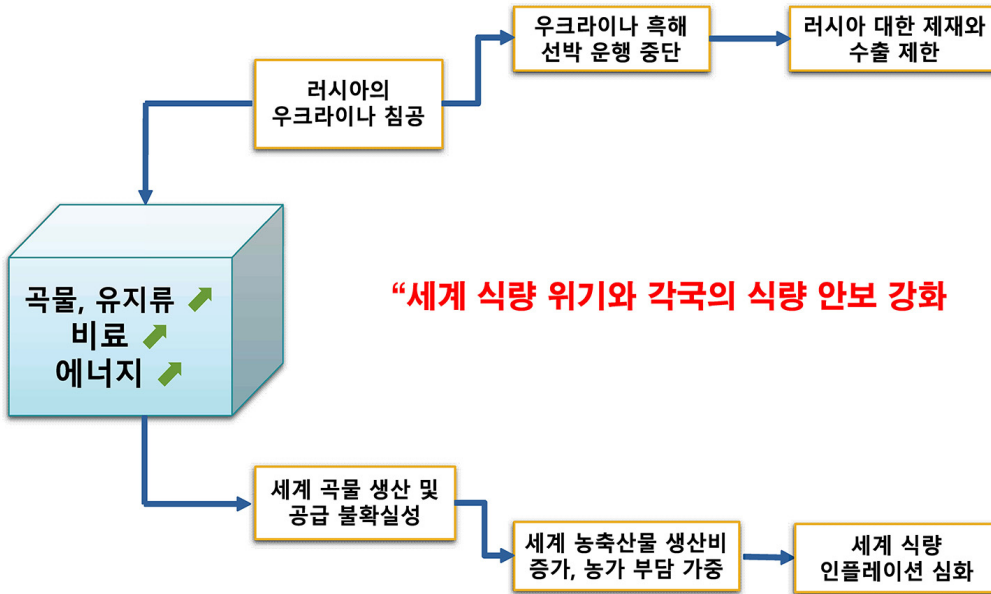 우크라이나 흑해
선박 운행 중단
러시아 대한 제재와
수출 제한
러시아의
우크라이나 침공
곡물, 유지류
비료
에너지
“세계 식량 위기와 각국의 식량 안보 강화
세계 곡물 생산 및
공급 불확실성
세계 농축산물 생산비
증가, 농가 부담 가중
세계 식량
인플레이션 심화